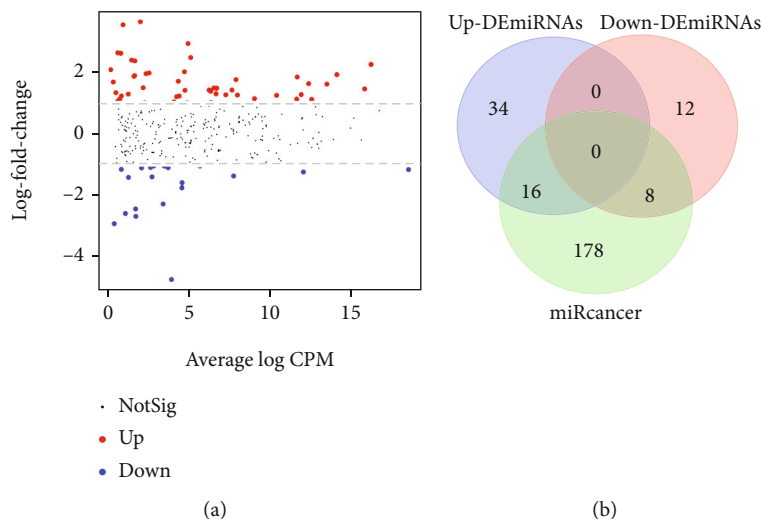 Log-fold-change
2
0
−2
−4
0
5
10
15
Average log CPM
NotSig
Up
Down
(a)
Up-DEmiRNAs
Down-DEmiRNAs
34
0
12
0
16
8
178
miRcancer
(b)